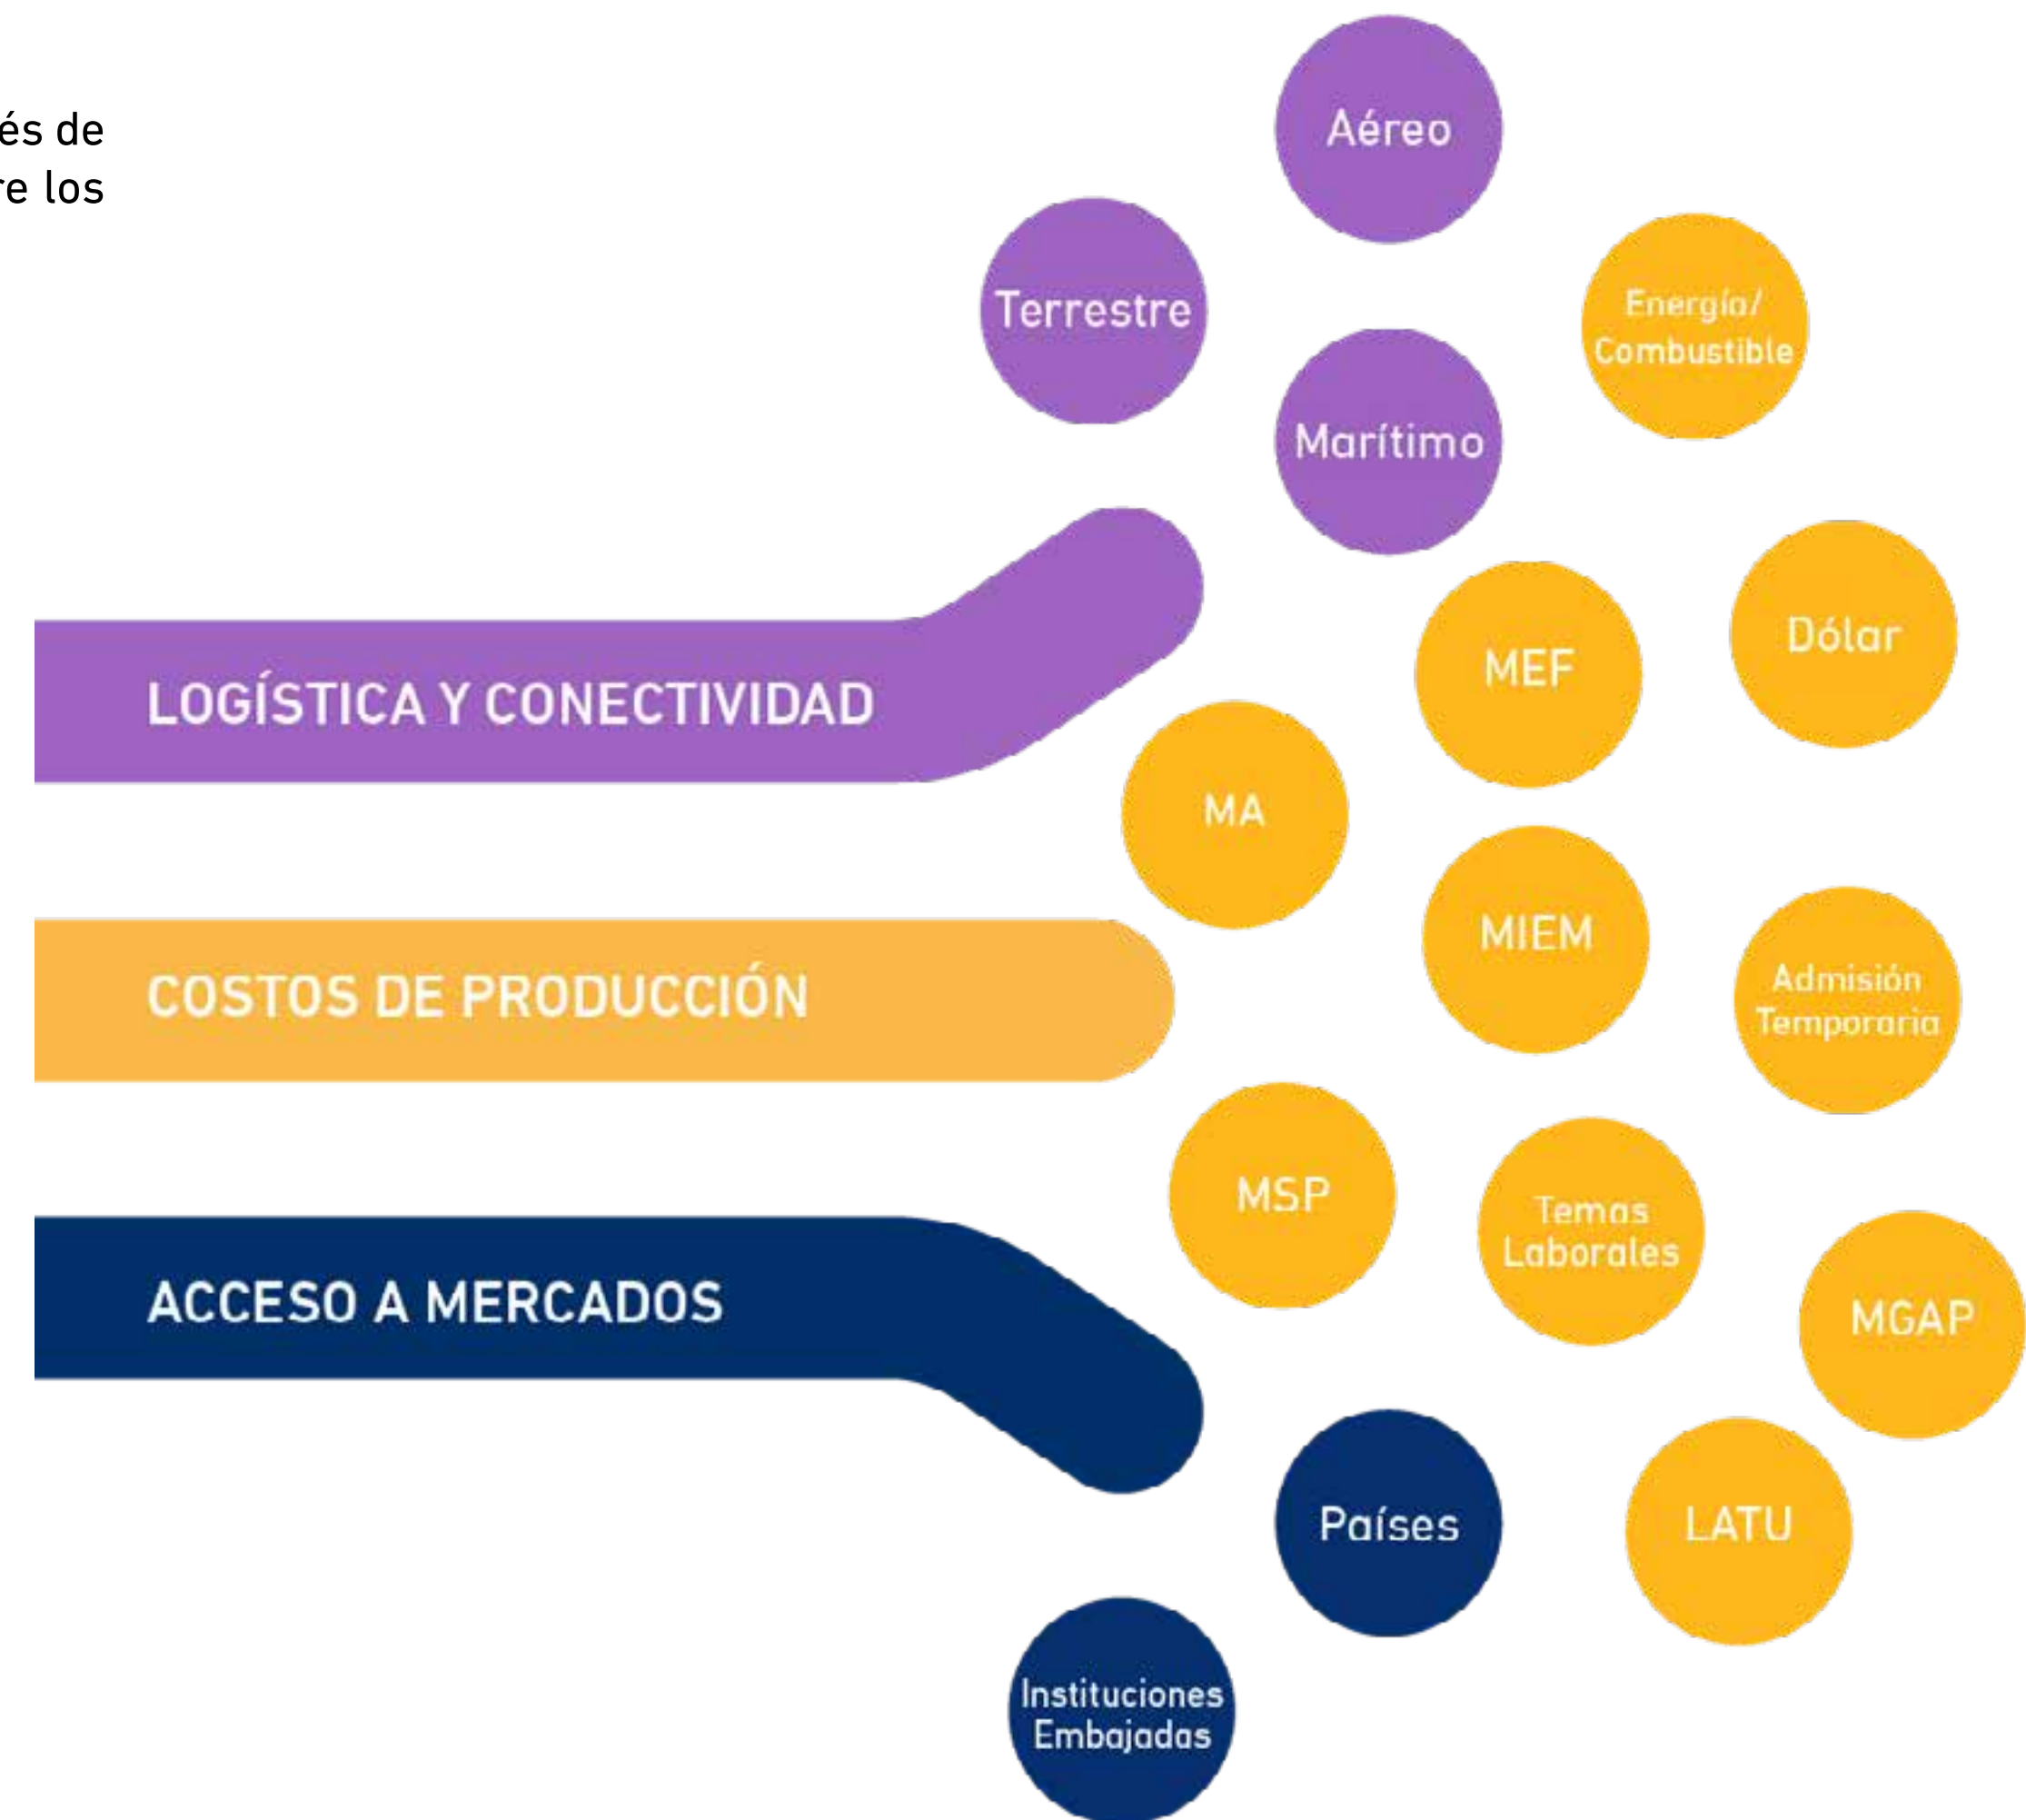 és de
e los
Aéreo
Terrestre
Energía/
Combustible
Marítimo
LOGÍSTICA Y CONECTIVIDAD
MEF
Dólar
MA
COSTOS DE PRODUCCIÓN
MIEM
Admisión
Temporaria
MSP
Temas
Laborales
ACCESO A MERCADOS
MGAP
Países
LATU
Instituciones
Embajadas